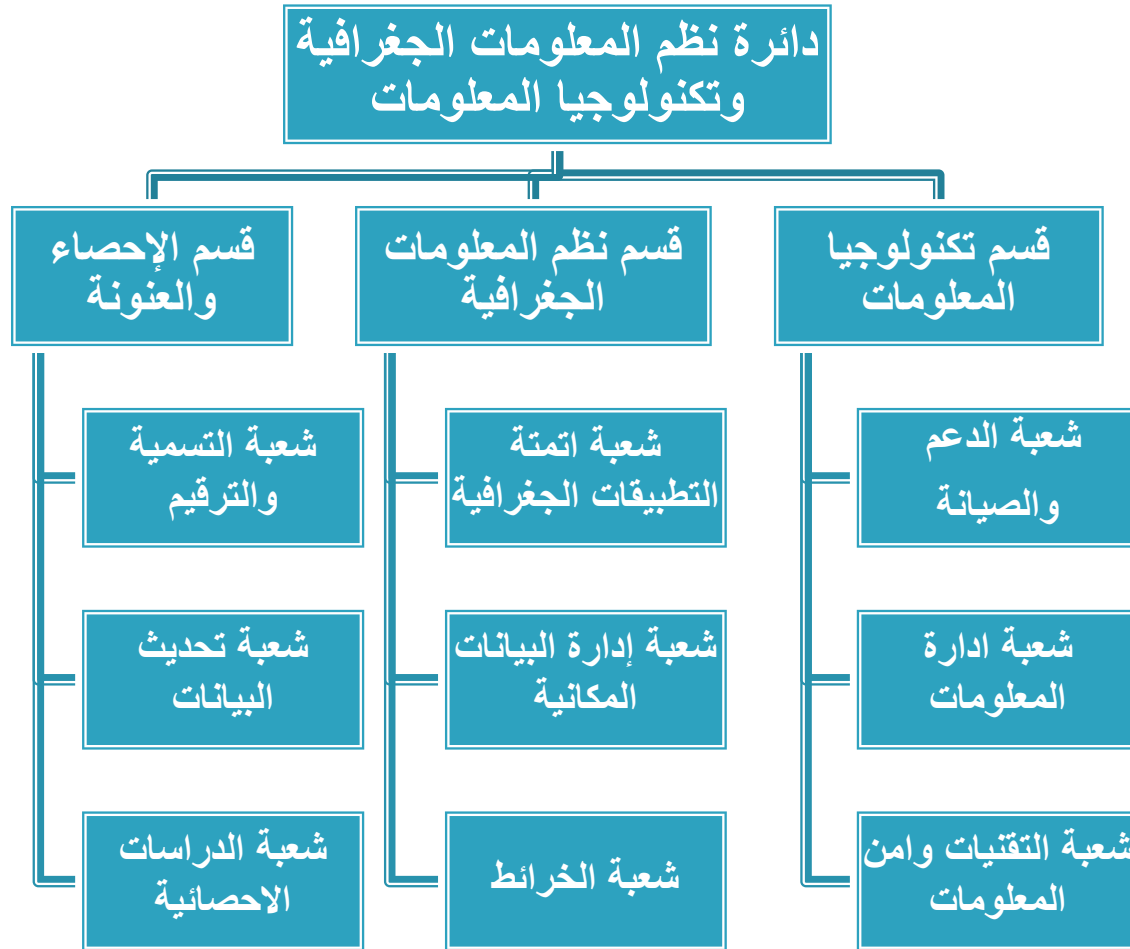 دائرة نظم المعلومات الجغرافية
وتكنولوجيا المعلومات
قسم تكنولوجيا
المعلومات
قسم نظم المعلومات
الجغرافية
قسم الإحصاء
والعنونة
شعبة الدعم
والصيانة
شعبة اتمتة
التطبيقات الجغرافية
شعبة التسمية
والترقيم
شعبة ادارة
المعلومات
شعبة إدارة البيانات
المكانية
شعبة تحديث
البيانات
شعبة التقنيات وامن
المعلومات
شعبة الخرائط
شعبة الدراسات
الاحصائية